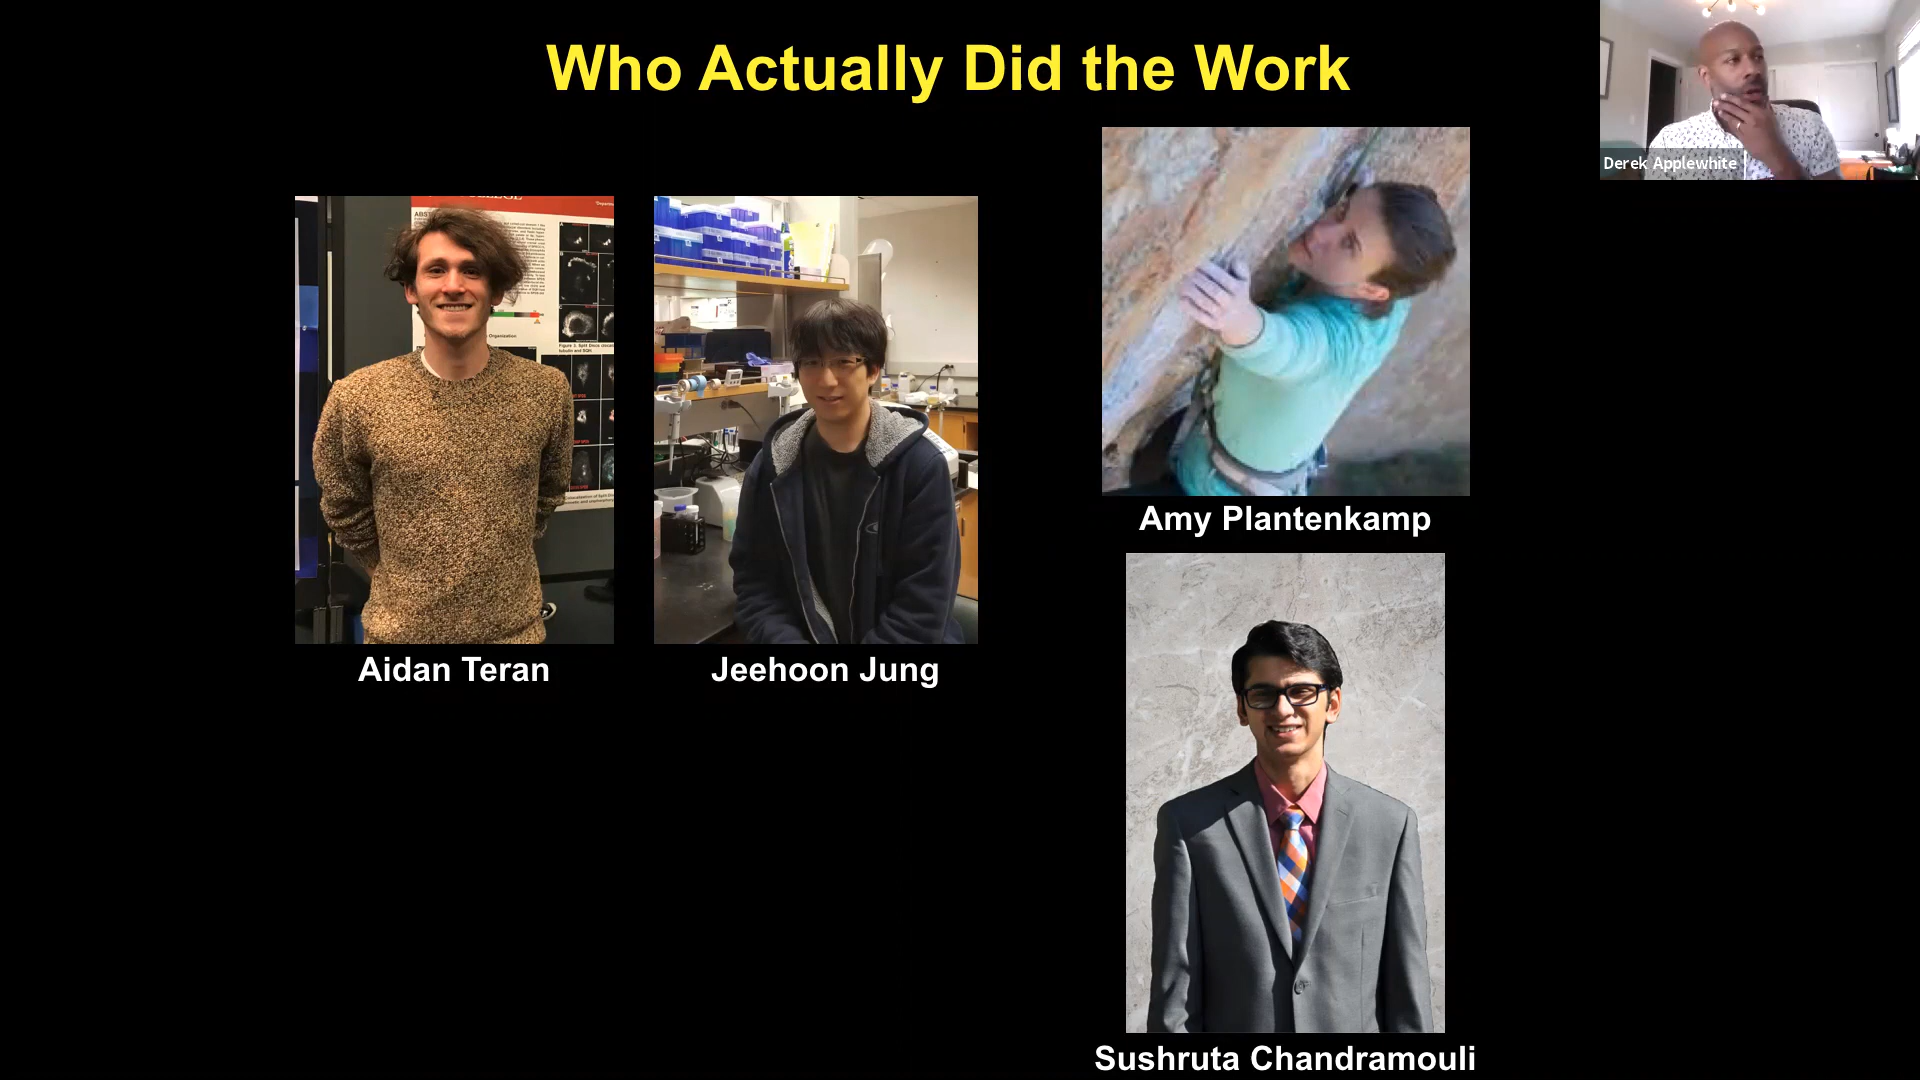 Who Actually Did the Work
Derek Applewhite
Amy Plantenkamp
Aidan Teran
Jeehoon Jung
Sushruta Chandramouli